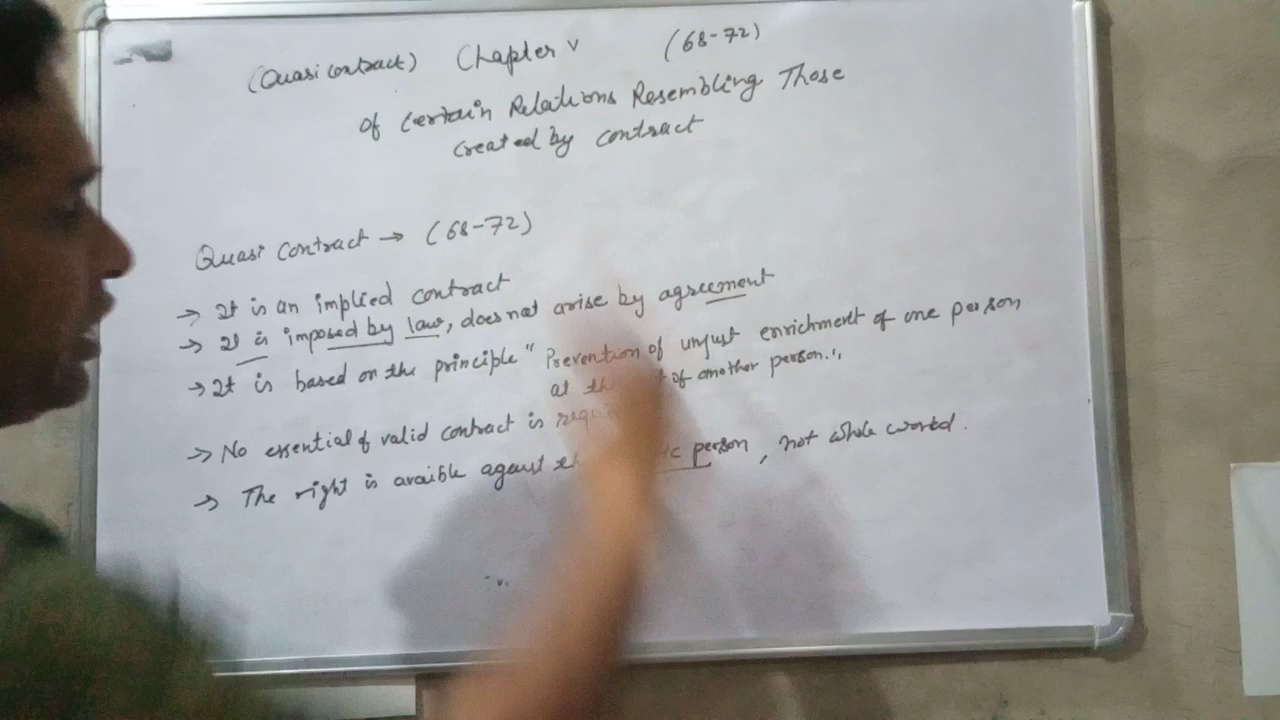 (Quasi contract) Chapter V (68-72)
Of Certain Relations Resembling Those
created by contract
Quasi Contract → (68-72)
→ It is an implied contract
→ It is imposed by law, does not arise by agreement
→ It is based on the principle "Prevention of unjust enrichment of one person,
at of another person."
→ No essential of valid contract is
→ The right is avaible against person, not whole world.